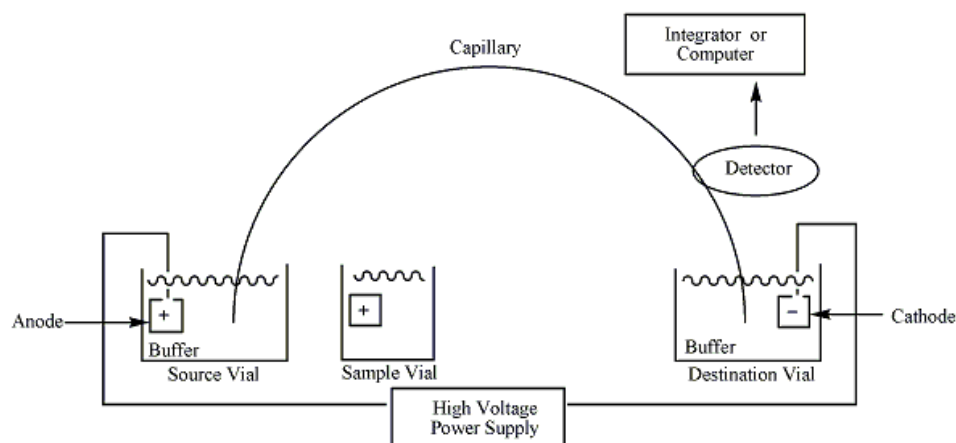 Capillary
Integrator or
Computer
Detector
Anode
+
Buffer
Source Vial
+
Sample Vial
−
Buffer
Destination Vial
Cathode
High Voltage
Power Supply